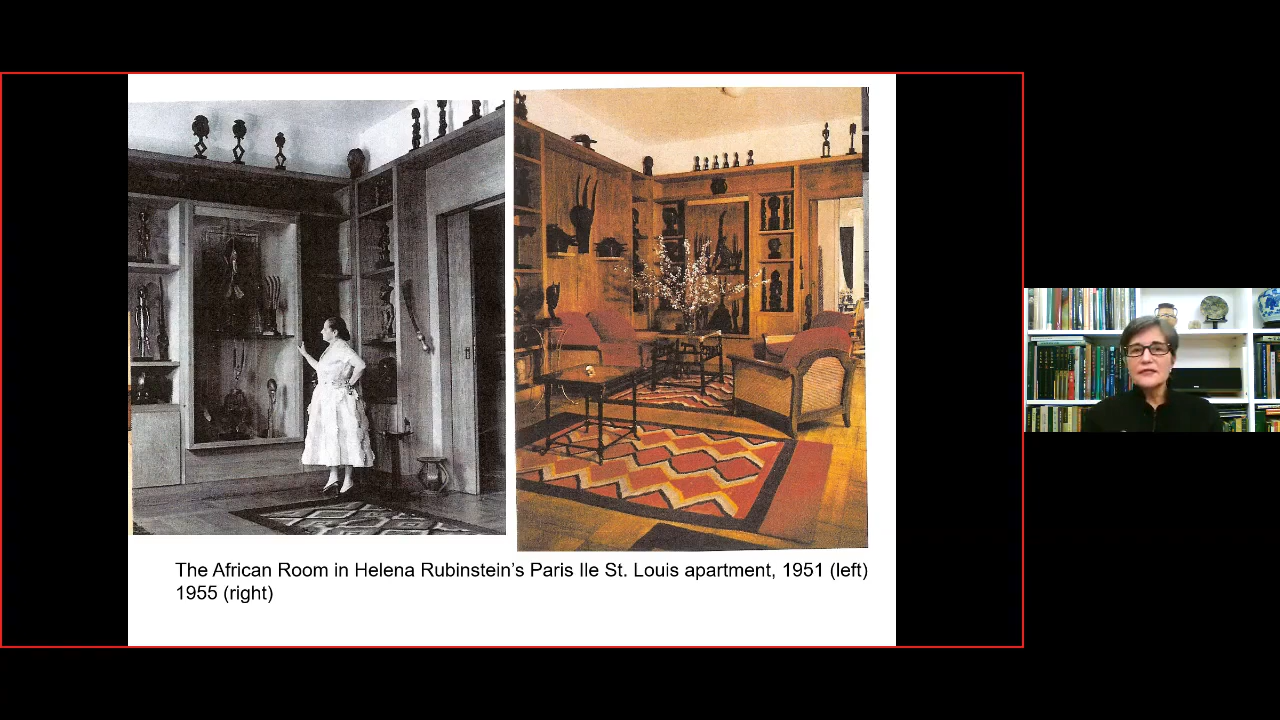 The African Room in Helena Rubinstein’s Paris Ile St. Louis apartment, 1951 (left)
1955 (right)